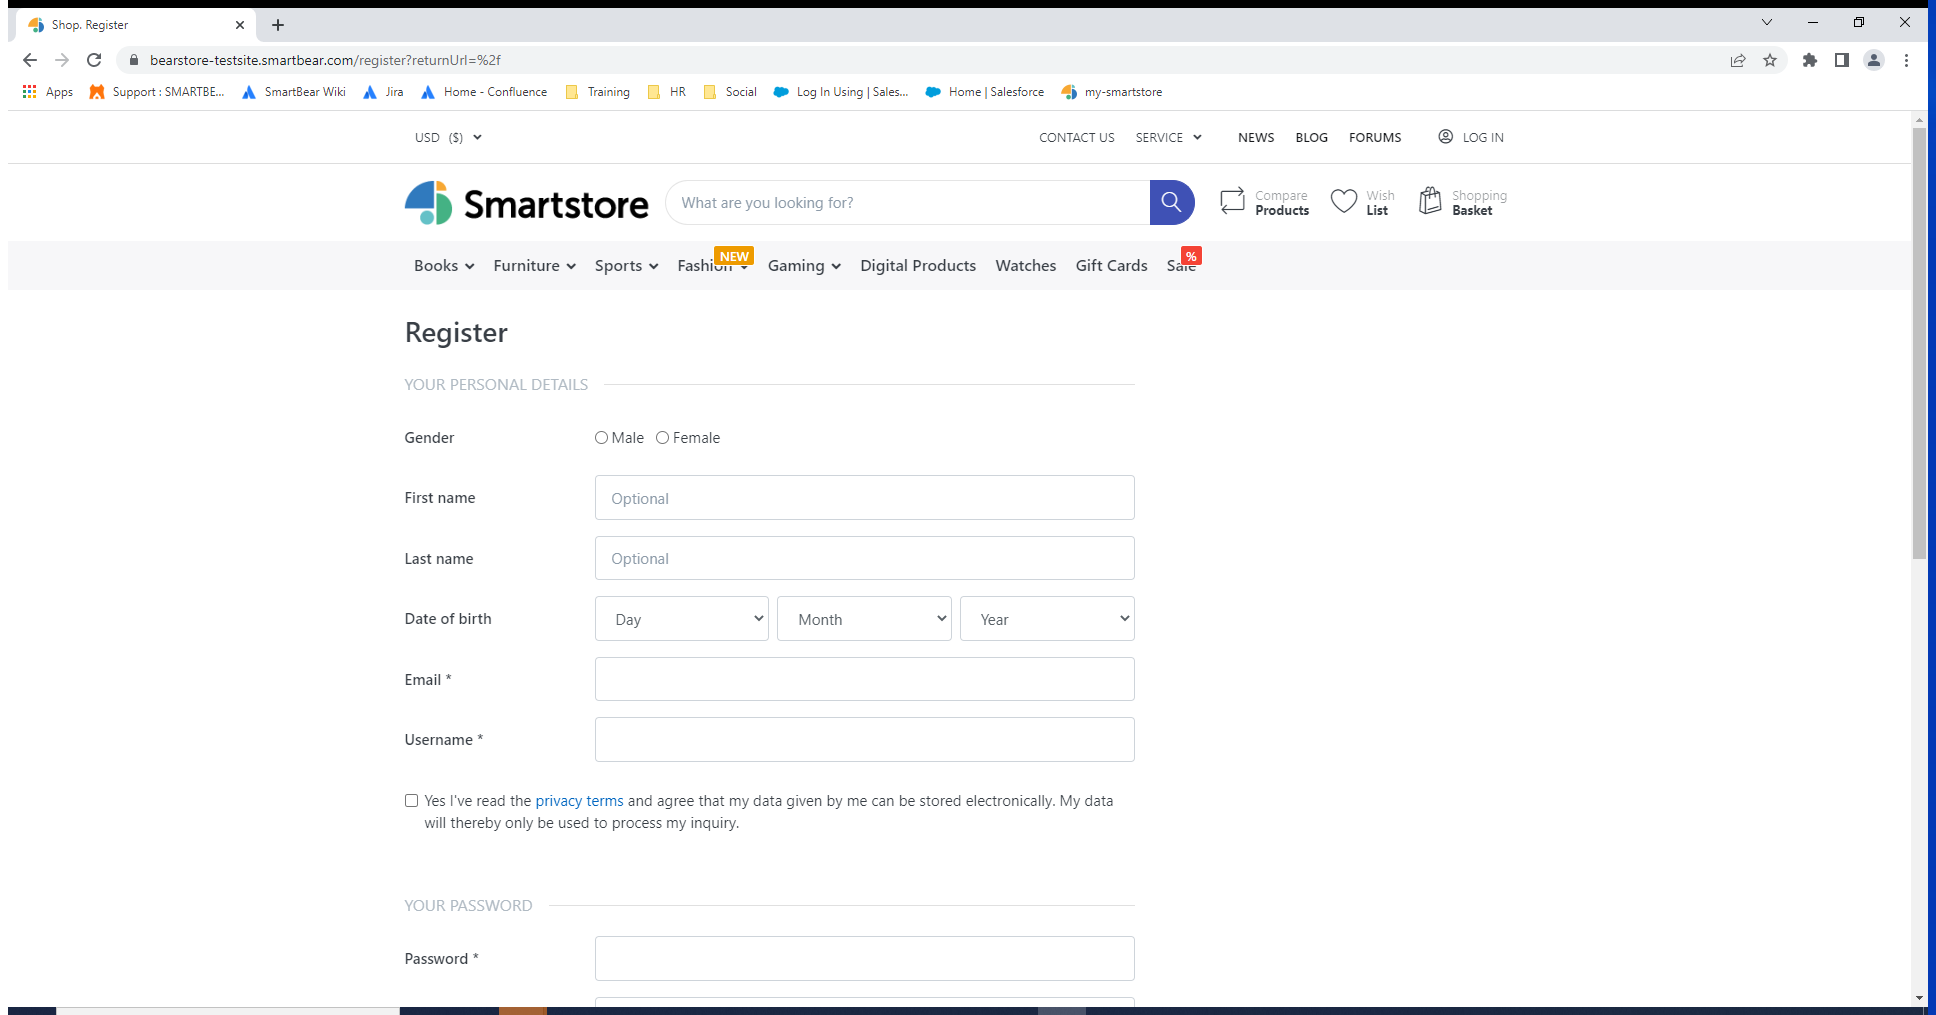 Shop. Register
bearstore-testsite.smartbear.com/register?returnUrl=%2f
Apps Support : SMARTBE... SmartBear Wiki Jira Home - Confluence Training HR Social Log In Using | Sales... Home | Salesforce my-smartstore
USD ($) CONTACT US SERVICE NEWS BLOG FORUMS LOG IN
Smartstore What are you looking for? Compare Products Wish List Shopping Basket
NEW %
Books Furniture Sports Fashion Gaming Digital Products Watches Gift Cards Sale
Register
YOUR PERSONAL DETAILS
Gender Male Female
First name Optional
Last name Optional
Date of birth Day Month Year
Email *
Username *
Yes I've read the privacy terms and agree that my data given by me can be stored electronically. My data
will thereby only be used to process my inquiry.
YOUR PASSWORD
Password *